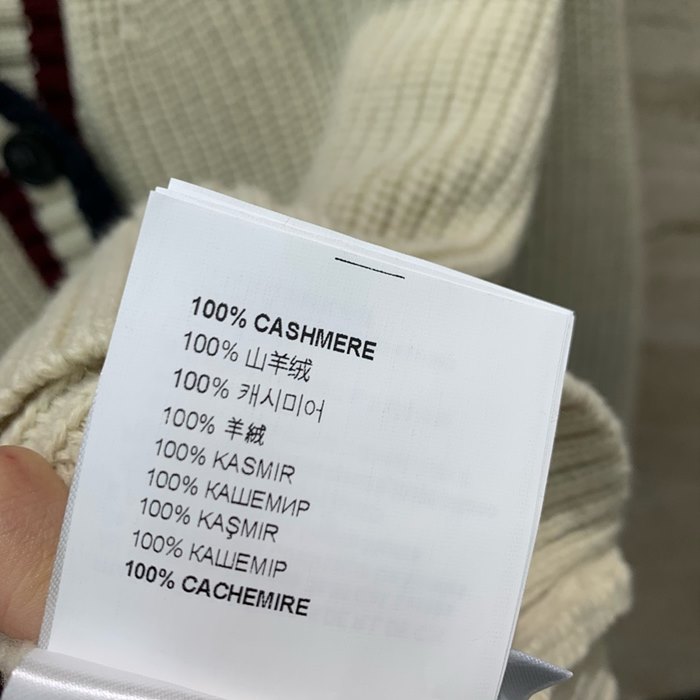 100% CASHMERE
100% 山羊绒
100% 캐시미어
100% 羊絨
100% KASMIR
100% КАШЕМИР
100% KAŞMIR
100% КАШЕМІР
100% CACHEMIRE